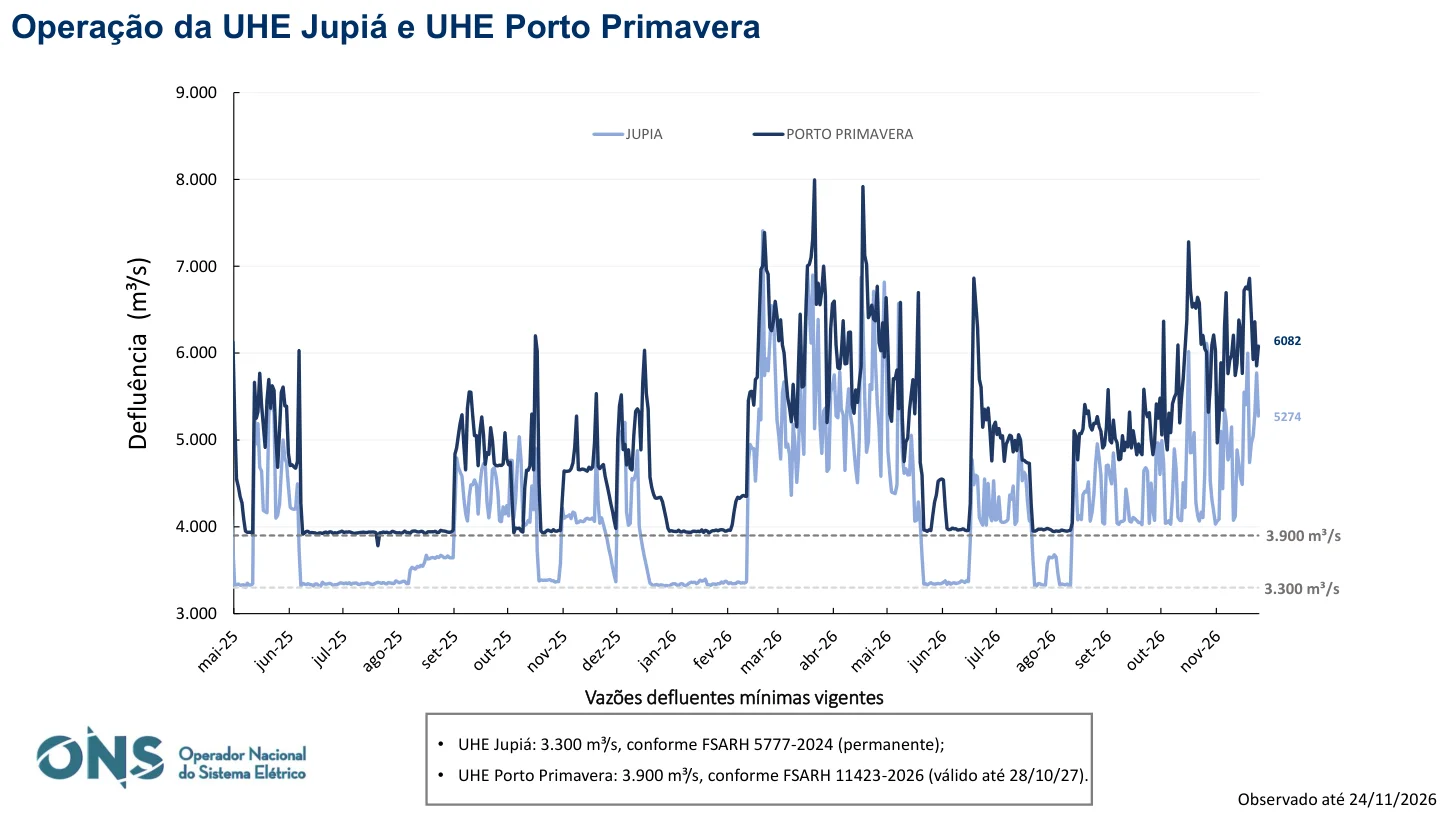 Operação da UHE Jupiá e UHE Porto Primavera
9.000
8.000
7.000
6.000
5.000
4.000
3.000
Defluência (m³/s)
JUPIA
PORTO PRIMAVERA
6082
5274
3.900 m³/s
3.300 m³/s
mai-25
jun-25
jul-25
ago-25
set-25
out-25
nov-25
dez-25
jan-26
fev-26
mar-26
abr-26
mai-26
jun-26
jul-26
ago-26
set-26
out-26
nov-26
Vazões defluentes mínimas vigentes
• UHE Jupiá: 3.300 m³/s, conforme FSARH 5777-2024 (permanente);
• UHE Porto Primavera: 3.900 m³/s, conforme FSARH 11423-2026 (válido até 28/10/27).
ONS
Operador Nacional
do Sistema Elétrico
Observado até 24/11/2026